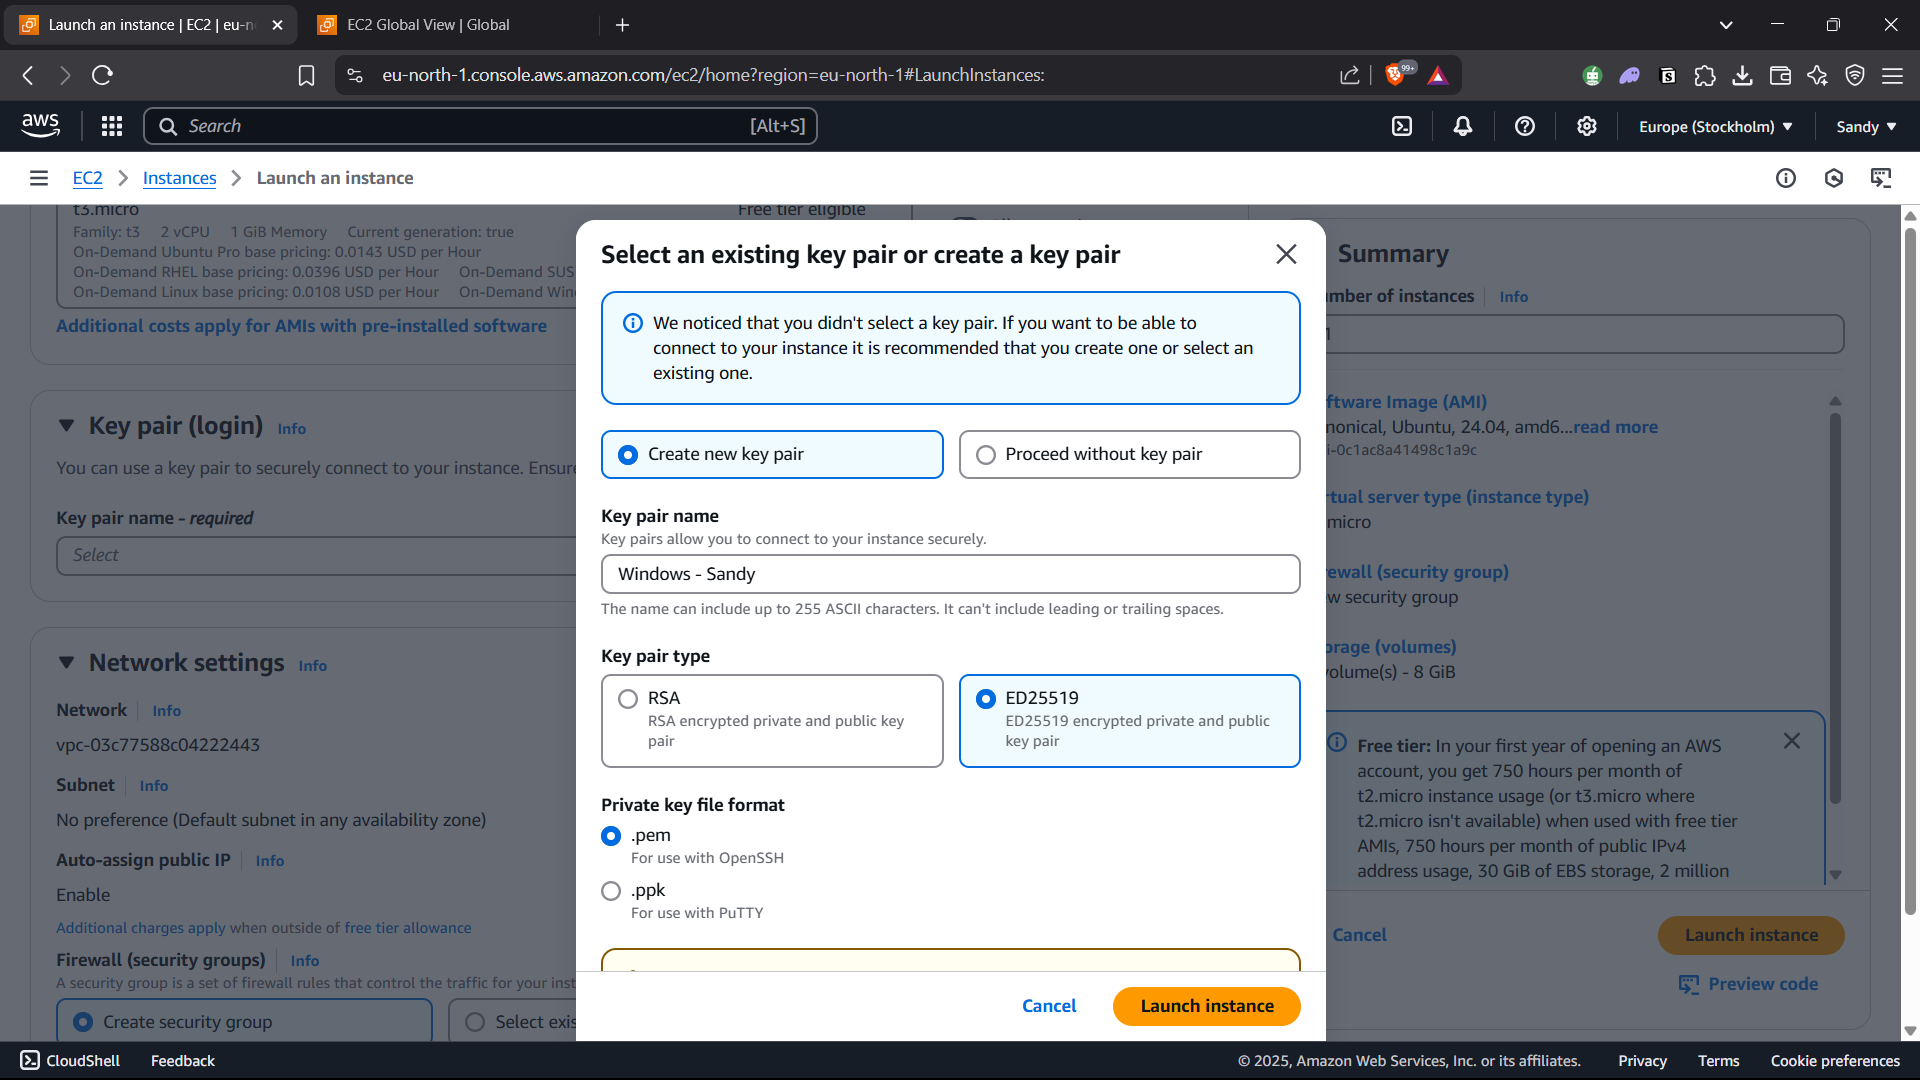 Launch an instance | EC2 | eu-n
EC2 Global View | Global
eu-north-1.console.aws.amazon.com/ec2/home?region=eu-north-1#LaunchInstances:
99+
aws
Search
[Alt+S]
Europe (Stockholm)
Sandy
EC2
Instances
Launch an instance
t3.micro
Free tier eligible
Family: t3 2 vCPU 1 GiB Memory Current generation: true
On-Demand Ubuntu Pro base pricing: 0.0143 USD per Hour
On-Demand RHEL base pricing: 0.0396 USD per Hour On-Demand SUS
On-Demand Linux base pricing: 0.0108 USD per Hour On-Demand Win
Additional costs apply for AMIs with pre-installed software
Key pair (login) Info
You can use a key pair to securely connect to your instance. Ensure
Key pair name - required
Select
Network settings Info
Network Info
vpc-03c77588c04222443
Subnet Info
No preference (Default subnet in any availability zone)
Auto-assign public IP Info
Enable
Additional charges apply when outside of free tier allowance
Firewall (security groups) Info
A security group is a set of firewall rules that control the traffic for your inst
Create security group
Select exis
Select an existing key pair or create a key pair
We noticed that you didn't select a key pair. If you want to be able to
connect to your instance it is recommended that you create one or select an
existing one.
Create new key pair
Proceed without key pair
Key pair name
Key pairs allow you to connect to your instance securely.
Windows - Sandy
The name can include up to 255 ASCII characters. It can't include leading or trailing spaces.
Key pair type
RSA
RSA encrypted private and public key
pair
ED25519
ED25519 encrypted private and public
key pair
Private key file format
.pem
For use with OpenSSH
.ppk
For use with PuTTY
Cancel
Launch instance
Summary
mber of instances Info
1
ftware Image (AMI)
nonical, Ubuntu, 24.04, amd6...read more
i-0c1ac8a41498c1a9c
rtual server type (instance type)
micro
ewall (security group)
w security group
orage (volumes)
olume(s) - 8 GiB
Free tier: In your first year of opening an AWS
account, you get 750 hours per month of
t2.micro instance usage (or t3.micro where
t2.micro isn't available) when used with free tier
AMIs, 750 hours per month of public IPv4
address usage, 30 GiB of EBS storage, 2 million
Cancel
Launch instance
Preview code
CloudShell
Feedback
© 2025, Amazon Web Services, Inc. or its affiliates.
Privacy
Terms
Cookie preferences